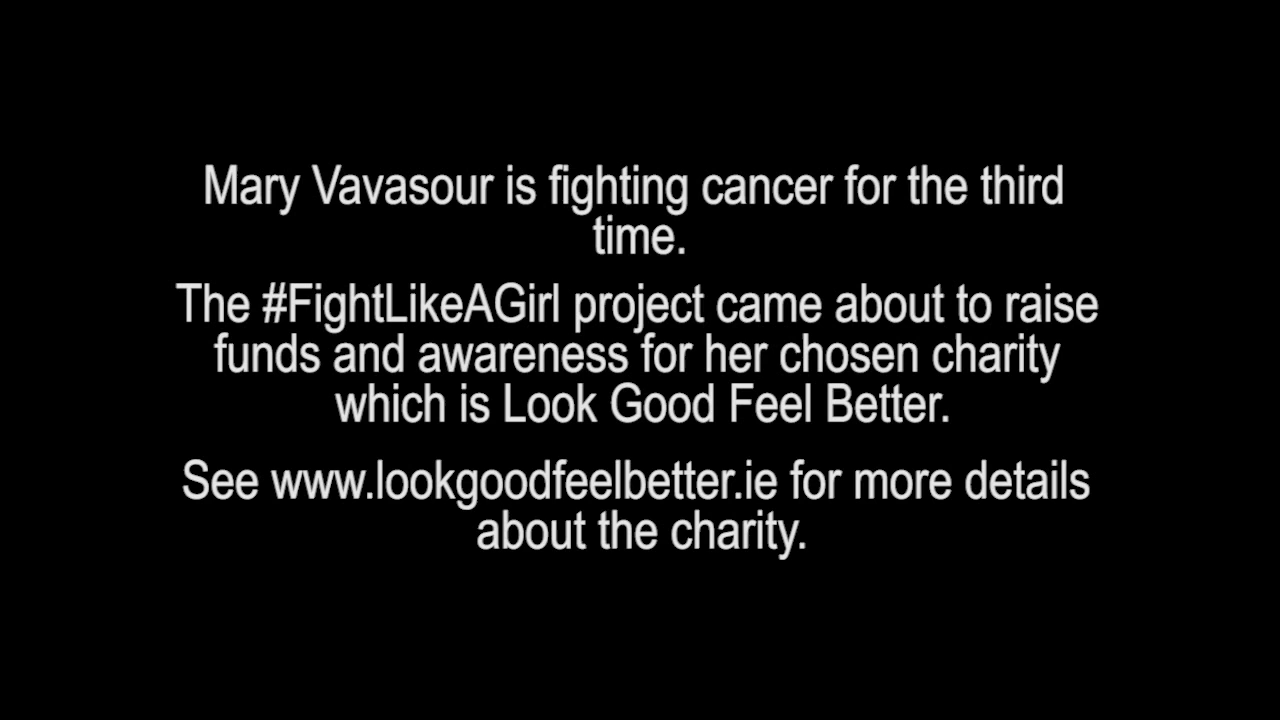 Mary Vavasour is fighting cancer for the third
time.
The #FightLikeAGirl project came about to raise
funds and awareness for her chosen charity
which is Look Good Feel Better.
See www.lookgoodfeelbetter.ie for more details
about the charity.